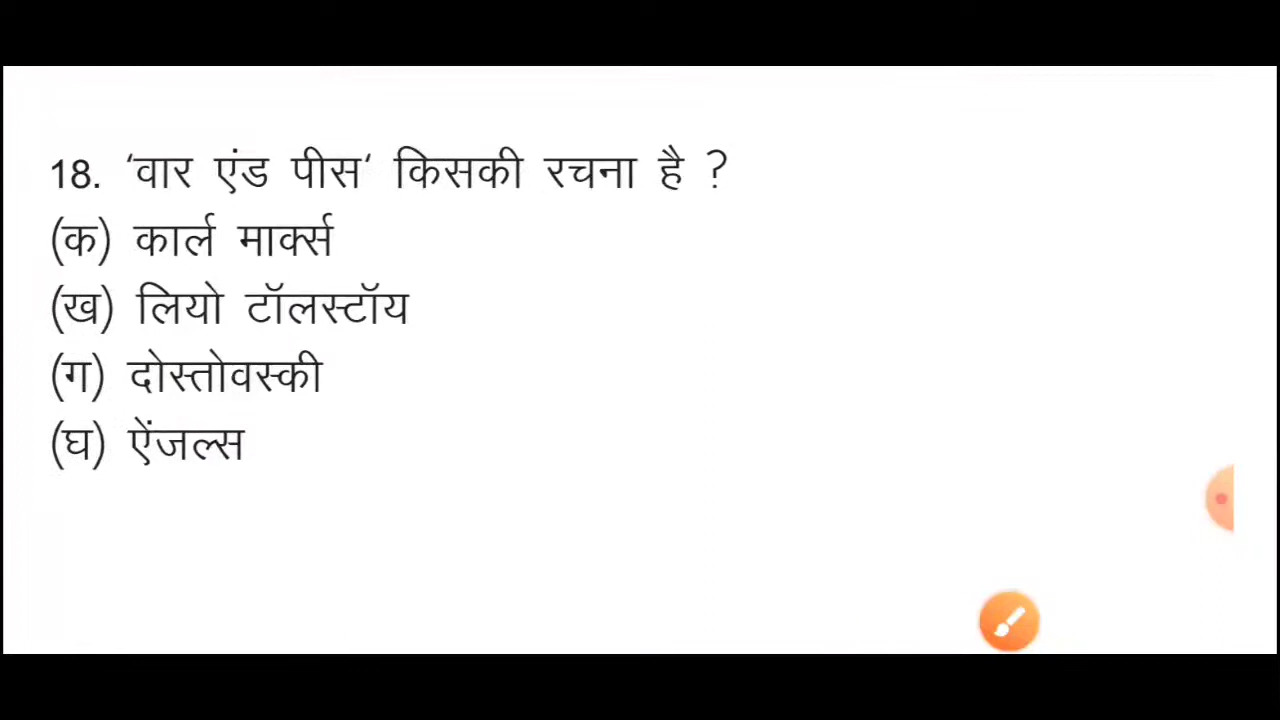 18. ‘वार एंड पीस‘ किसकी रचना है ?
(क) कार्ल मार्क्स
(ख) लियो टॉलस्टॉय
(ग) दोस्तोवस्की
(घ) ऐंजल्स